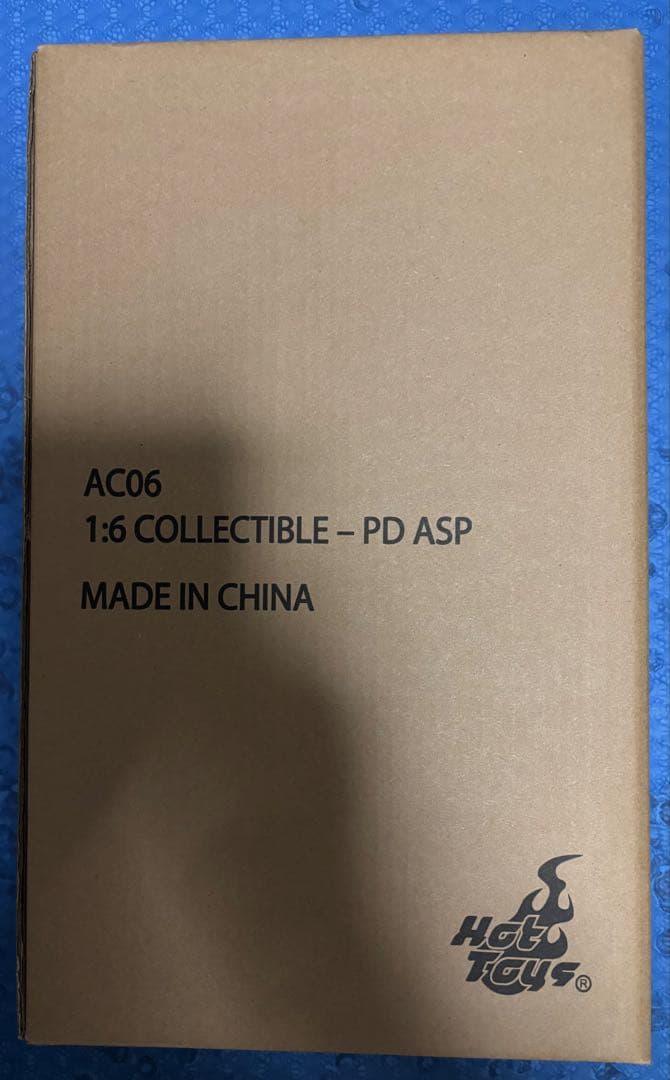 AC06
1:6 COLLECTIBLE – PD ASP
MADE IN CHINA
Hot
Toys®